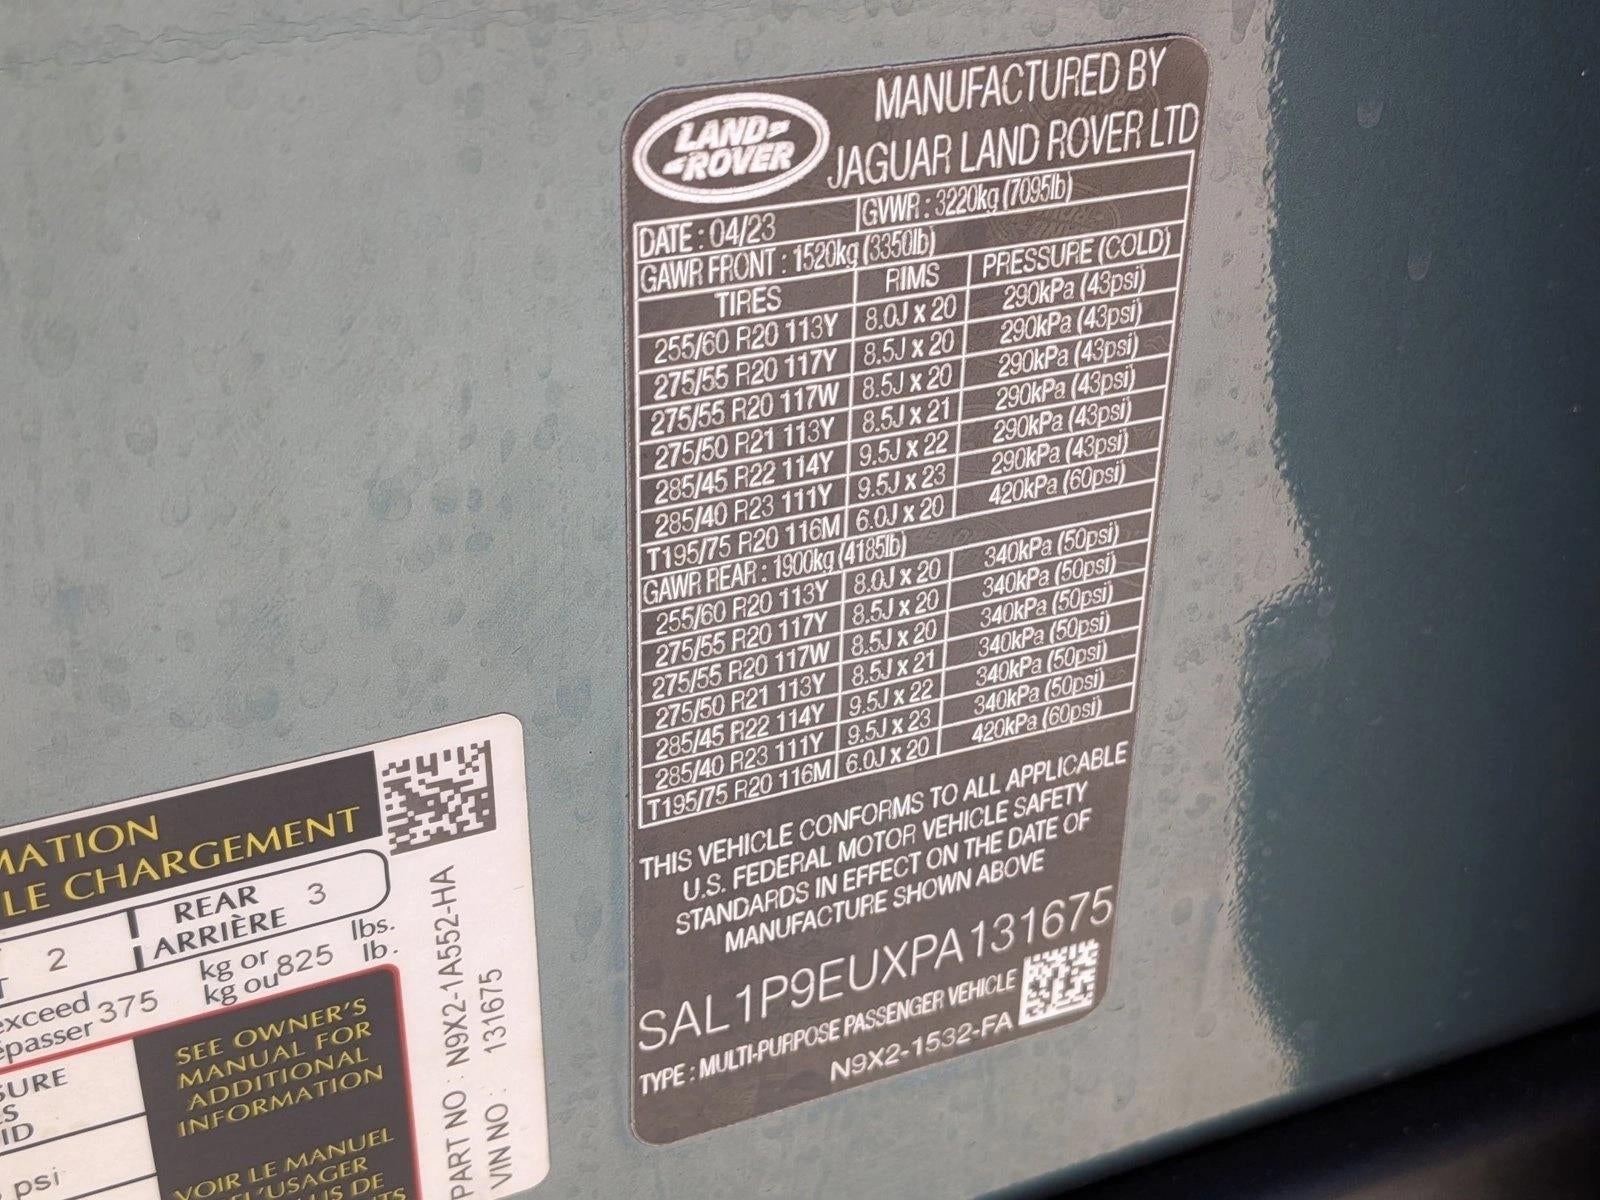 LAND
ROVER
MANUFACTURED BY
JAGUAR LAND ROVER LTD
DATE : 04/23 GVWR : 3220kg (7095lb)
GAWR FRONT : 1520kg (3350lb)
TIRES RIMS PRESSURE (COLD)
255/60 R20 113Y 8.0J x 20 290kPa (43psi)
275/55 R20 117Y 8.5J x 20 290kPa (43psi)
275/55 R20 117W 8.5J x 20 290kPa (43psi)
275/50 R21 113Y 8.5J x 21 290kPa (43psi)
285/45 R22 114Y 9.5J x 22 290kPa (43psi)
285/40 R23 111Y 9.5J x 23 290kPa (43psi)
T195/75 R20 116M 6.0J x 20 420kPa (60psi)
GAWR REAR : 1900kg (4185lb)
255/60 R20 113Y 8.0J x 20 340kPa (50psi)
275/55 R20 117Y 8.5J x 20 340kPa (50psi)
275/55 R20 117W 8.5J x 20 340kPa (50psi)
275/50 R21 113Y 8.5J x 21 340kPa (50psi)
285/45 R22 114Y 9.5J x 22 340kPa (50psi)
285/40 R23 111Y 9.5J x 23 340kPa (50psi)
T195/75 R20 116M 6.0J x 20 420kPa (60psi)
THIS VEHICLE CONFORMS TO ALL APPLICABLE
U.S. FEDERAL MOTOR VEHICLE SAFETY
STANDARDS IN EFFECT ON THE DATE OF
MANUFACTURE SHOWN ABOVE
SAL1P9EUXPA131675
TYPE : MULTI-PURPOSE PASSENGER VEHICLE
N9X2-1532-FA
MATION
LE CHARGEMENT
2 REAR 3
ARRIÈRE
exceed 375 kg or 825 lbs.
épasser kg ou lb.
SURE
ES
ID
psi
SEE OWNER'S
MANUAL FOR
ADDITIONAL
INFORMATION
VOIR LE MANUEL
D'USAGER
US DE
PART NO : N9X2-1A552-HA
VIN NO : 131675